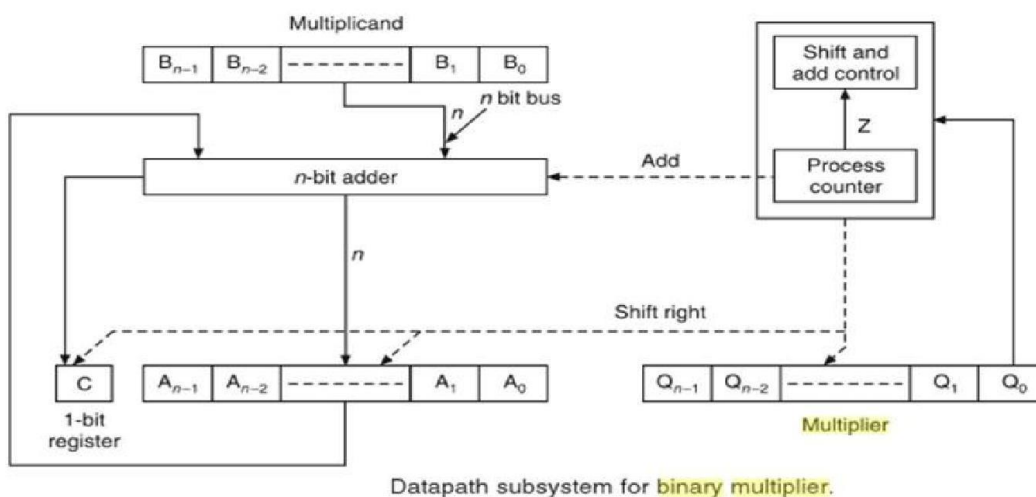 Multiplicand
Bn−1 Bn−2 B1 B0
n bit bus
n
Shift and
add control
Z
Process
counter
Add
n-bit adder
n
Shift right
C
An−1 An−2 A1 A0
Qn−1 Qn−2 Q1 Q0
1-bit
register
Multiplier
Datapath subsystem for binary multiplier.